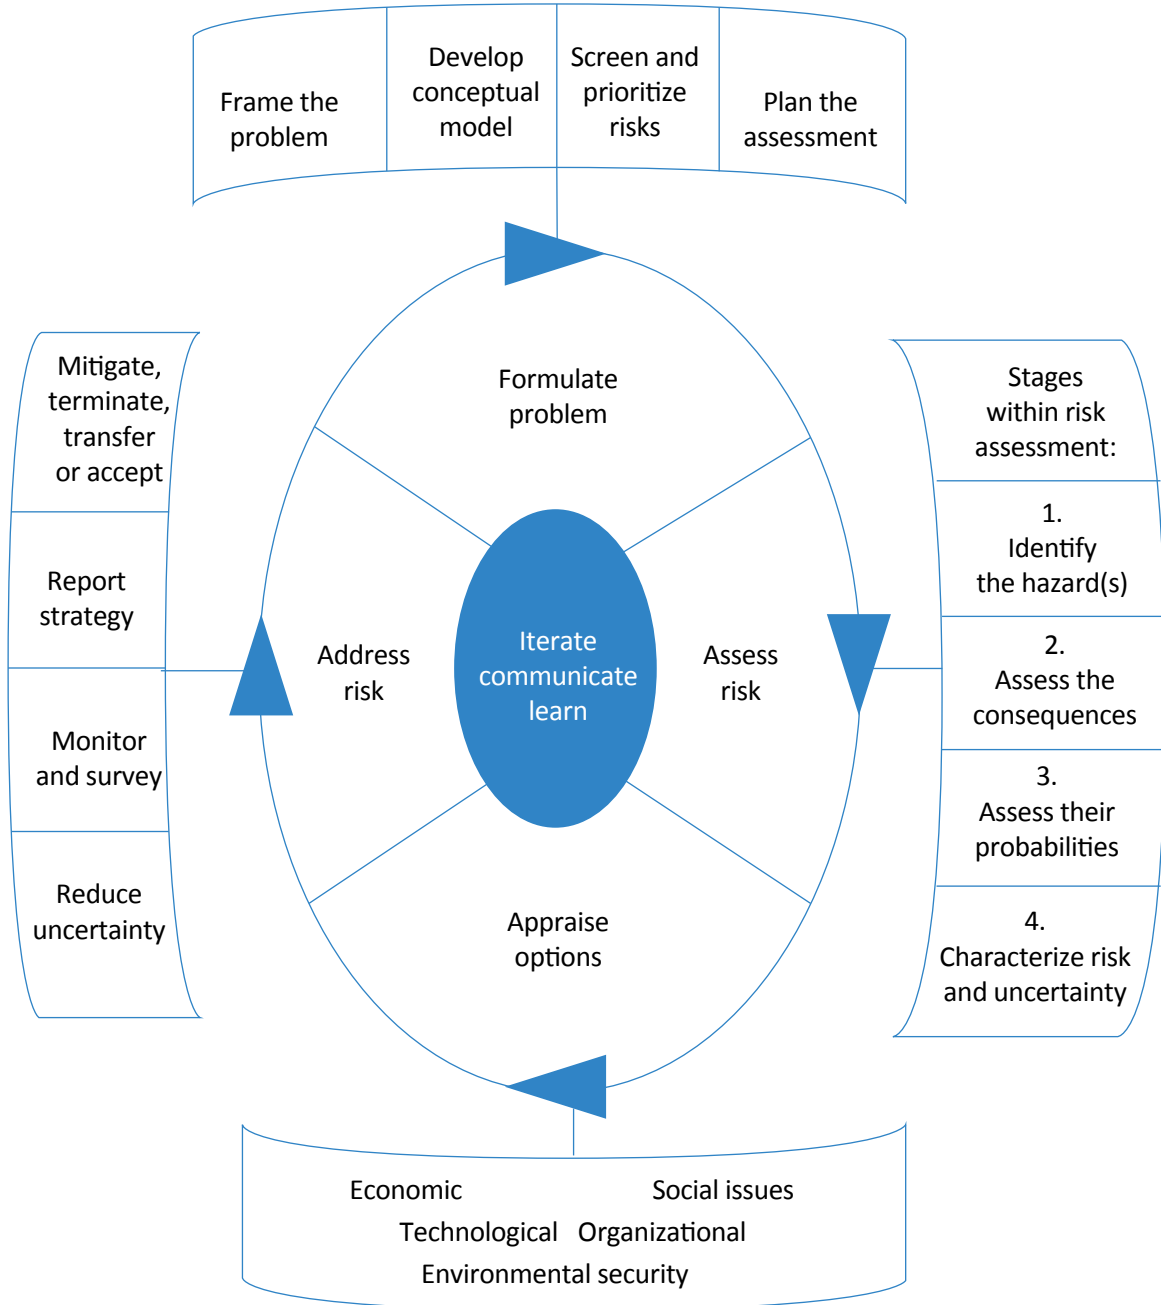 Frame the
problem
Develop
conceptual
model
Screen and
prioritize
risks
Plan the
assessment
Formulate
problem
Mitigate,
terminate,
transfer
or accept
Report
strategy
Monitor
and survey
Reduce
uncertainty
Address
risk
Iterate
communicate
learn
Assess
risk
Stages
within risk
assessment:
1.
Identify
the hazard(s)
2.
Assess the
consequences
3.
Assess their
probabilities
4.
Characterize risk
and uncertainty
Appraise
options
Economic Social issues
Technological Organizational
Environmental security